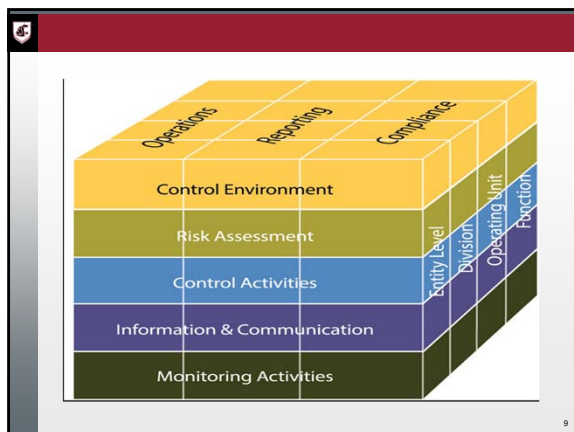 Operations
Reporting
Compliance
Control Environment
Risk Assessment
Control Activities
Information & Communication
Monitoring Activities
Entity Level
Division
Operating Unit
Function
9